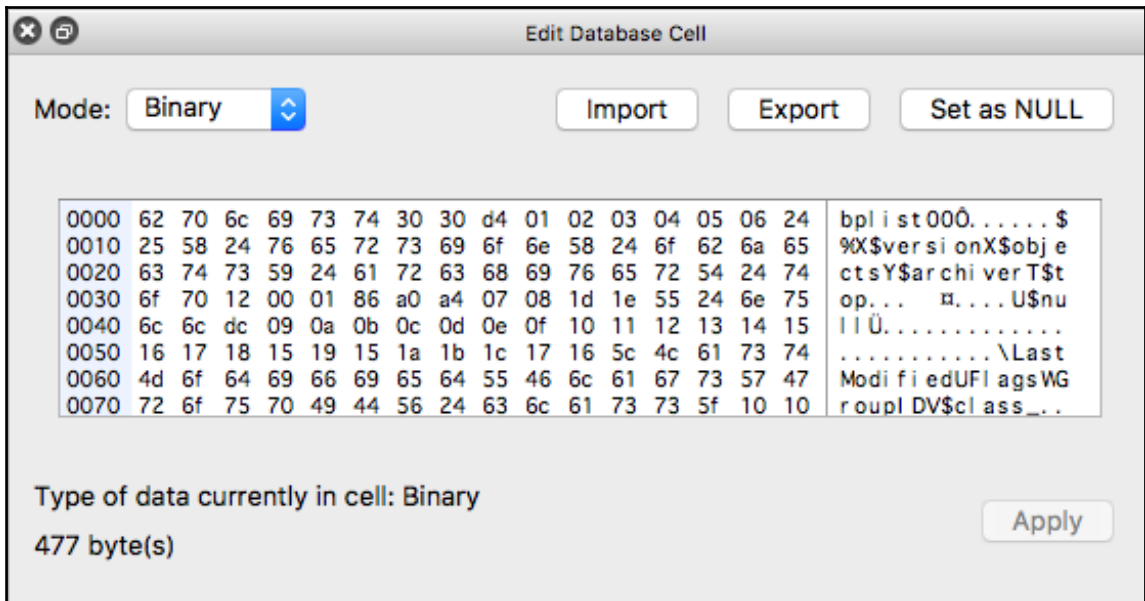 Edit Database Cell
Mode: Binary Import Export Set as NULL
0000 62 70 6c 69 73 74 30 30 d4 01 02 03 04 05 06 24 bplist00Ô......$
0010 25 58 24 76 65 72 73 69 6f 6e 58 24 6f 62 6a 65 %X$versionX$obje
0020 63 74 73 59 24 61 72 63 68 69 76 65 72 54 24 74 ctsY$archiverT$t
0030 6f 70 12 00 01 86 a0 a4 07 08 1d 1e 55 24 6e 75 op... ¤....U$nu
0040 6c 6c dc 09 0a 0b 0c 0d 0e 0f 10 11 12 13 14 15 llÜ.............
0050 16 17 18 15 19 15 1a 1b 1c 17 16 5c 4c 61 73 74 ...........\Last
0060 4d 6f 64 69 66 69 65 64 55 46 6c 61 67 73 57 47 ModifiedUFlagsWG
0070 72 6f 75 70 49 44 56 24 63 6c 61 73 73 5f 10 10 roupIDV$class_..
Type of data currently in cell: Binary
477 byte(s)
Apply